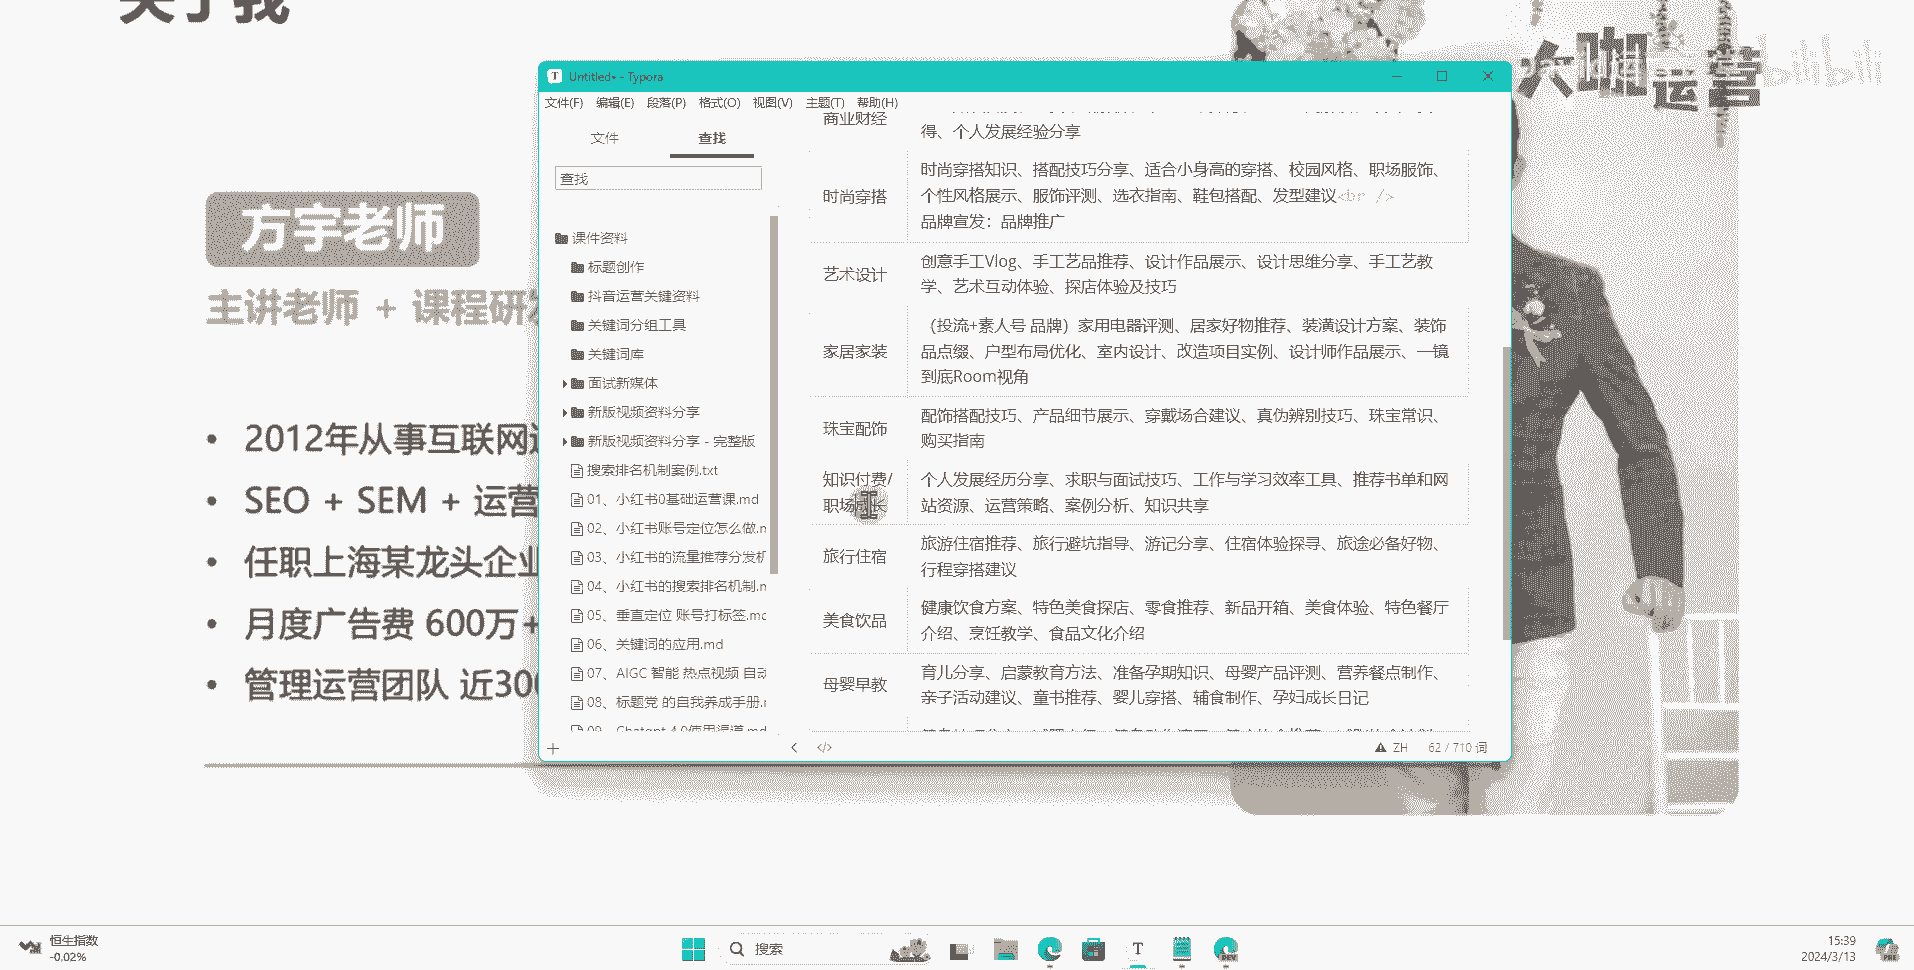 关于我
大咖
运营
bilibili
方宇老师
主讲老师 + 课程研发
2012年从事互联网运
SEO + SEM + 运营
任职上海某龙头企业
月度广告费 600万+
管理运营团队 近300
Untitled• - Typora
文件(F) 编辑(E) 段落(P) 格式(O) 视图(V) 主题(T) 帮助(H)
文件 查找
查找
课件资料
标题创作
抖音运营关键资料
关键词分组工具
关键词库
面试新媒体
新版视频资料分享
新版视频资料分享 - 完整版
搜索排名机制案例.txt
01、小红书0基础运营课.md
02、小红书账号定位怎么做.m
03、小红书的流量推荐分发机
04、小红书的搜索排名机制.m
05、垂直定位 账号打标签.mc
06、关键词的应用.md
07、AIGC 智能 热点视频 自动
08、标题党 的自我养成手册.r
09、Chatgpt 4.0使用渠道.md
商业财经
得、个人发展经验分享
时尚穿搭
时尚穿搭知识、搭配技巧分享、适合小身高的穿搭、校园风格、职场服饰、
个性风格展示、服饰评测、选衣指南、鞋包搭配、发型建议<br />
品牌宣发：品牌推广
艺术设计
创意手工Vlog、手工艺品推荐、设计作品展示、设计思维分享、手工艺教
学、艺术互动体验、探店体验及技巧
家居家装
（投流+素人号 品牌）家用电器评测、居家好物推荐、装潢设计方案、装饰
品点缀、户型布局优化、室内设计、改造项目实例、设计师作品展示、一镜
到底Room视角
珠宝配饰
配饰搭配技巧、产品细节展示、穿戴场合建议、真伪辨别技巧、珠宝常识、
购买指南
知识付费/
职场成长
个人发展经历分享、求职与面试技巧、工作与学习效率工具、推荐书单和网
站资源、运营策略、案例分析、知识共享
旅行住宿
旅游住宿推荐、旅行避坑指导、游记分享、住宿体验探寻、旅途必备好物、
行程穿搭建议
美食饮品
健康饮食方案、特色美食探店、零食推荐、新品开箱、美食体验、特色餐厅
介绍、烹饪教学、食品文化介绍
母婴早教
育儿分享、启蒙教育方法、准备孕期知识、母婴产品评测、营养餐点制作、
亲子活动建议、童书推荐、婴儿穿搭、辅食制作、孕妇成长日记
ZH 62 / 710 词
恒生指数
-0.02%
搜索
DEV
15:39
2024/3/13
PRE